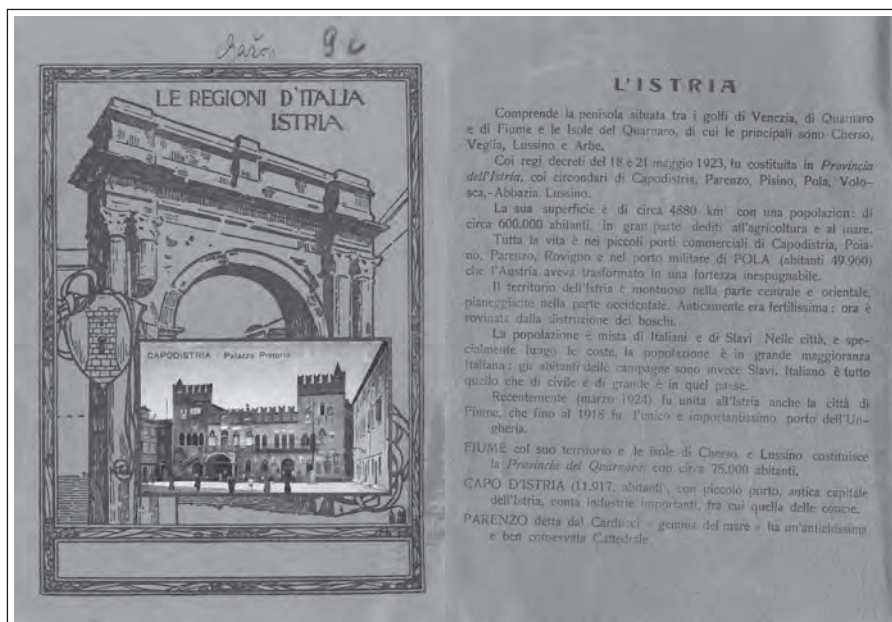 9c
LE REGIONI D'ITALIA
ISTRIA
CAPODISTRIA - Palazzo Pretorio
L'ISTRIA
Comprende la penisola situata tra i golfi di Venezia, di Quarnaro
e di Fiume e le Isole del Quarnaro, di cui le principali sono Cherso,
Veglia, Lussino e Arbe.
Coi regi decreti del 18 e 21 maggio 1923, fu costituita in Provincia
dell'Istria, coi circondari di Capodistria, Parenzo, Pisino, Pola, Volo-
sca,-Abbazia Lussino.
La sua superficie è di circa 4880 km con una popolazion: di
circa 600.000 abitanti, in gran parte dediti all'agricoltura e al mare.
Tutta la vita è nei piccoli porti commerciali di Capodistria, Poia-
no, Parenzo, Rovigno e nel porto militare di POLA (abitanti 49.960)
che l'Austria aveva trasformato in una fortezza inespugnabile.
Il territorio dell'Istria è montuoso nella parte centrale e orientale,
pianeggiante nella parte occidentale. Anticamente era fertilissima: ora è
rovinata dalla distruzione dei boschi.
La popolazione è mista di Italiani e di Slavi Nelle città, e spe-
cialmente lungo le coste, la popolazione è in grande maggioranza
Italiana: gli abitanti delle campagne sono invece Slavi. Italiano è tutto
quello che di civile e di grande è in quel paese.
Recentemente (marzo 1924) fu unita all'Istria anche la città di
Fiume, che fino al 1918 fu l'unico e importantissimo porto dell'Un-
gheria.
FIUME col suo territorio e le isole di Cherso e Lussino costituisce
la Provincia del Quarnaro, con circa 75.000 abitanti.
CAPO D'ISTRIA (11.917, abitanti), con piccolo porto, antica capitale
dell'Istria, conta industrie importanti, fra cui quella delle
PARENZO detta dal Carducci « gemma del mare » ha un'antichissima
e ben conservata Cattedrale.